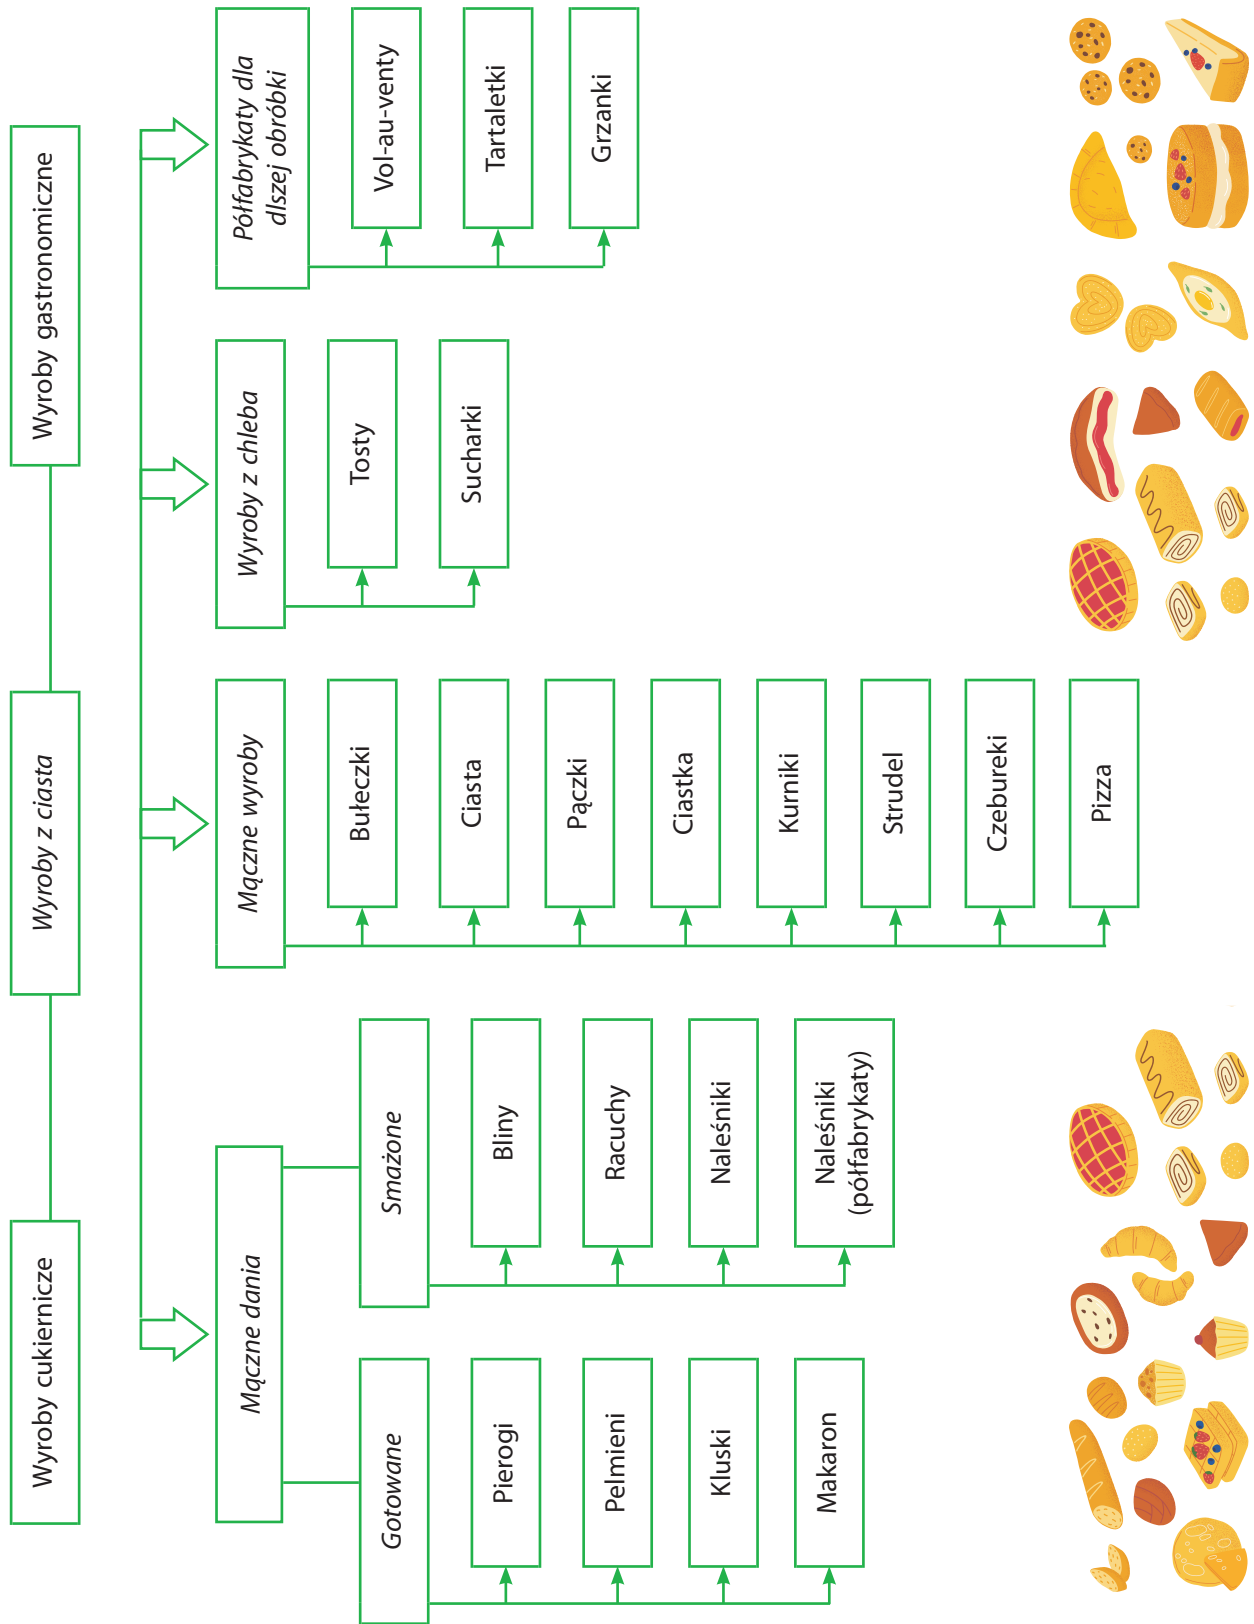 Wyroby cukiernicze
Wyroby z ciasta
Wyroby gastronomiczne
Mączne dania
Gotowane
Pierogi
Pelmieni
Kluski
Makaron
Smażone
Bliny
Racuchy
Naleśniki
Naleśniki
(półfabrykaty)
Mączne wyroby
Bułeczki
Ciasta
Pączki
Ciastka
Kurniki
Strudel
Czebureki
Pizza
Wyroby z chleba
Tosty
Sucharki
Półfabrykaty dla
dlszej obróbki
Vol-au-venty
Tartaletki
Grzanki